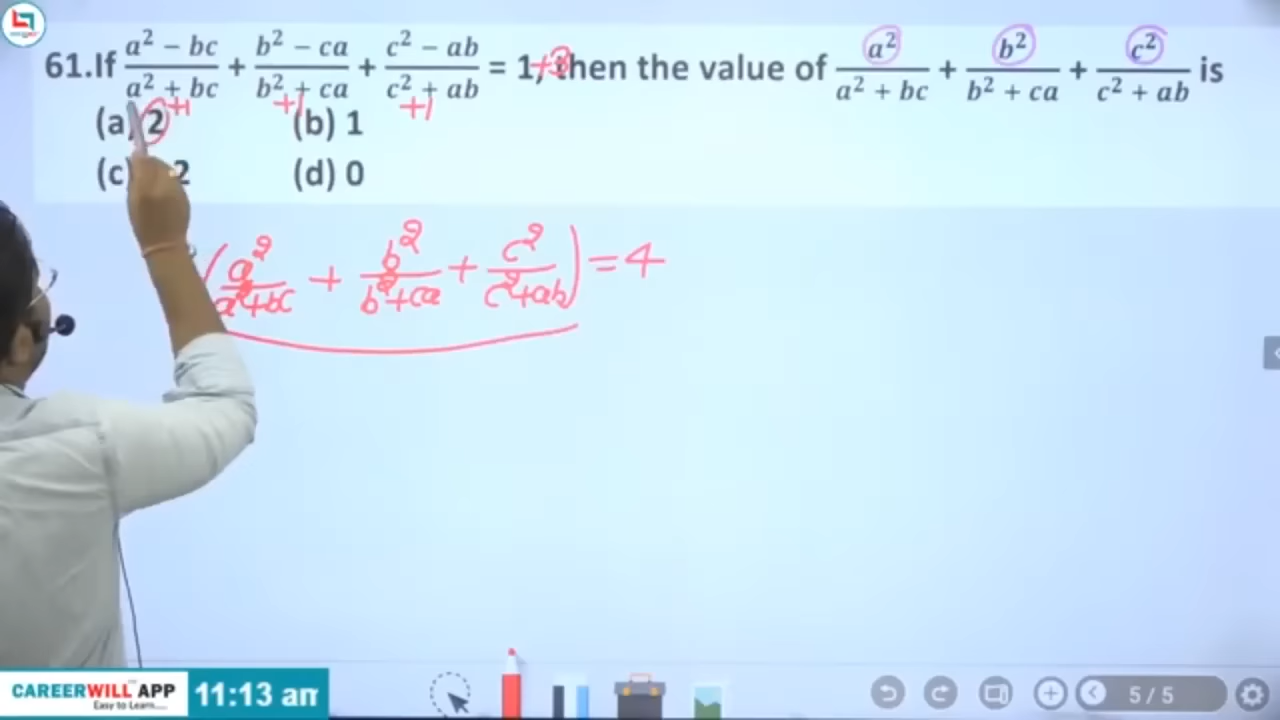 61.If (a² − bc)/(a² + bc) + (b² − ca)/(b² + ca) + (c² − ab)/(c² + ab) = 1, then the value of a²/(a² + bc) + b²/(b² + ca) + c²/(c² + ab) is
+3
+1 +1 +1
(a) 2 (b) 1
(c) 2 (d) 0
(a²/(a²+bc) + b²/(b²+ca) + c²/(c²+ab)) = 4
CAREERWILL APP 11:13 am 5 / 5
Easy to Learn.....